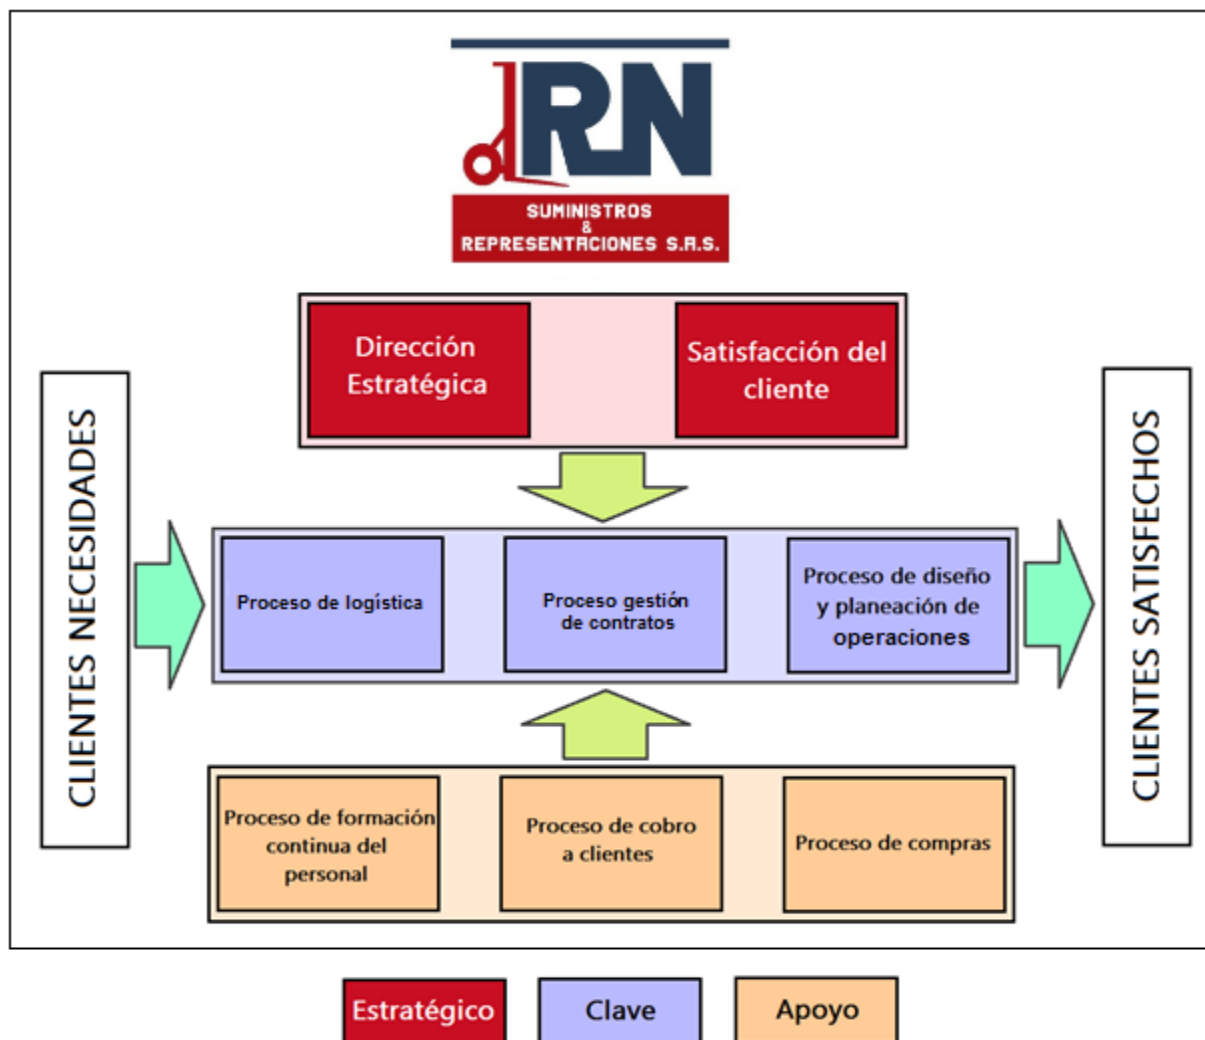 RN
SUMINISTROS
&
REPRESENTACIONES S.A.S.
Dirección
Estratégica
Satisfacción del
cliente
CLIENTES NECESIDADES
Proceso de logística
Proceso gestión
de contratos
Proceso de diseño
y planeación de
operaciones
CLIENTES SATISFECHOS
Proceso de formación
continua del
personal
Proceso de cobro
a clientes
Proceso de compras
Estratégico
Clave
Apoyo